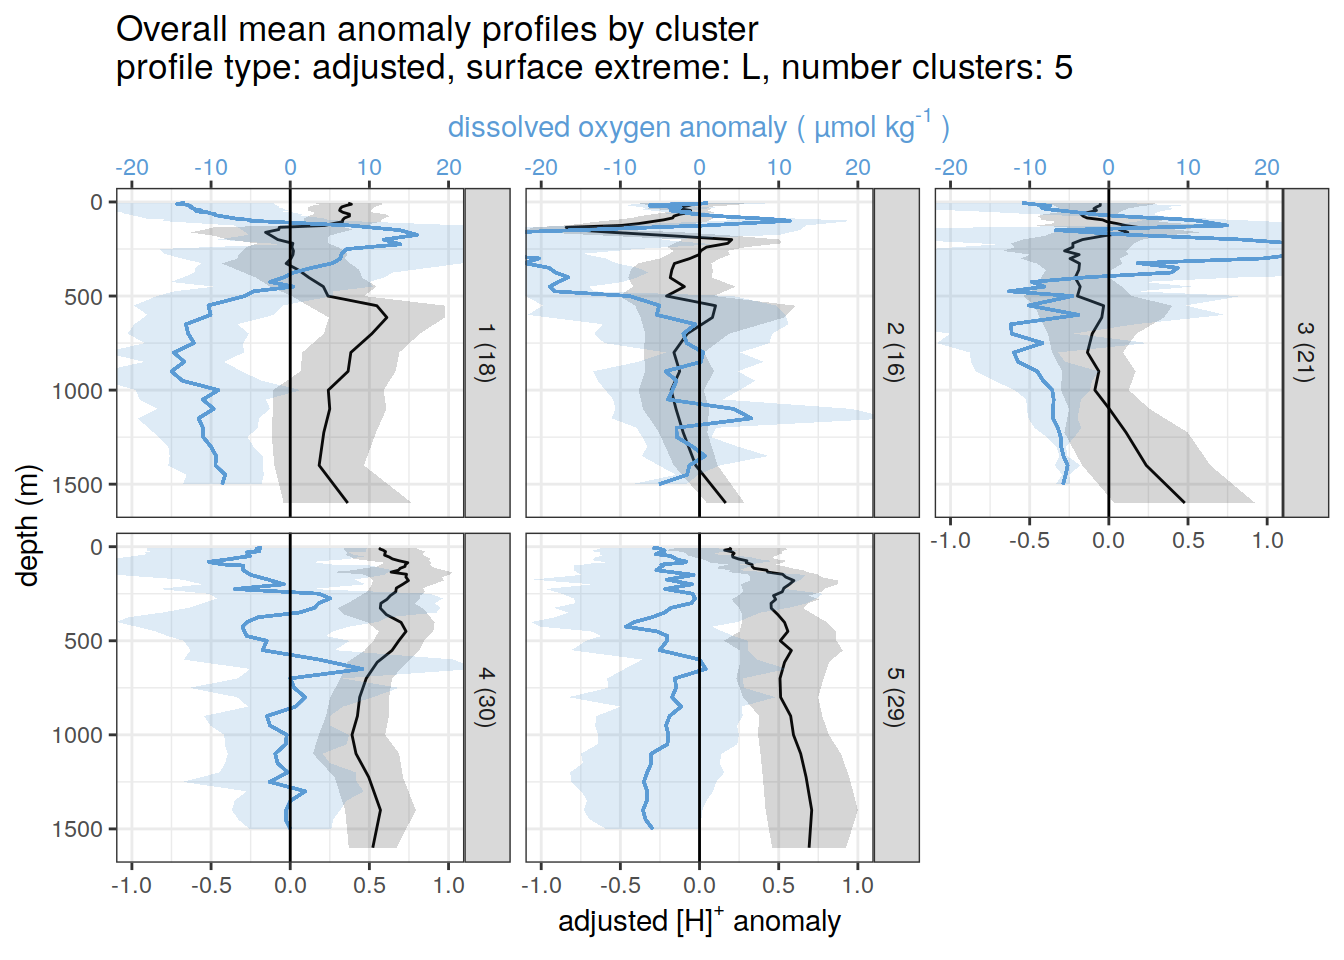 Overall mean anomaly profiles by cluster
profile type: adjusted, surface extreme: L, number clusters: 5
dissolved oxygen anomaly ( µmol kg⁻¹ )
-20 -10 0 10 20 -20 -10 0 10 20 -20 -10 0 10 20
0
500
1000
1500
1 (18)
2 (16)
3 (21)
-1.0 -0.5 0.0 0.5 1.0
depth (m)
0
500
1000
1500
4 (30)
5 (29)
-1.0 -0.5 0.0 0.5 1.0 -1.0 -0.5 0.0 0.5 1.0
adjusted [H]⁺ anomaly